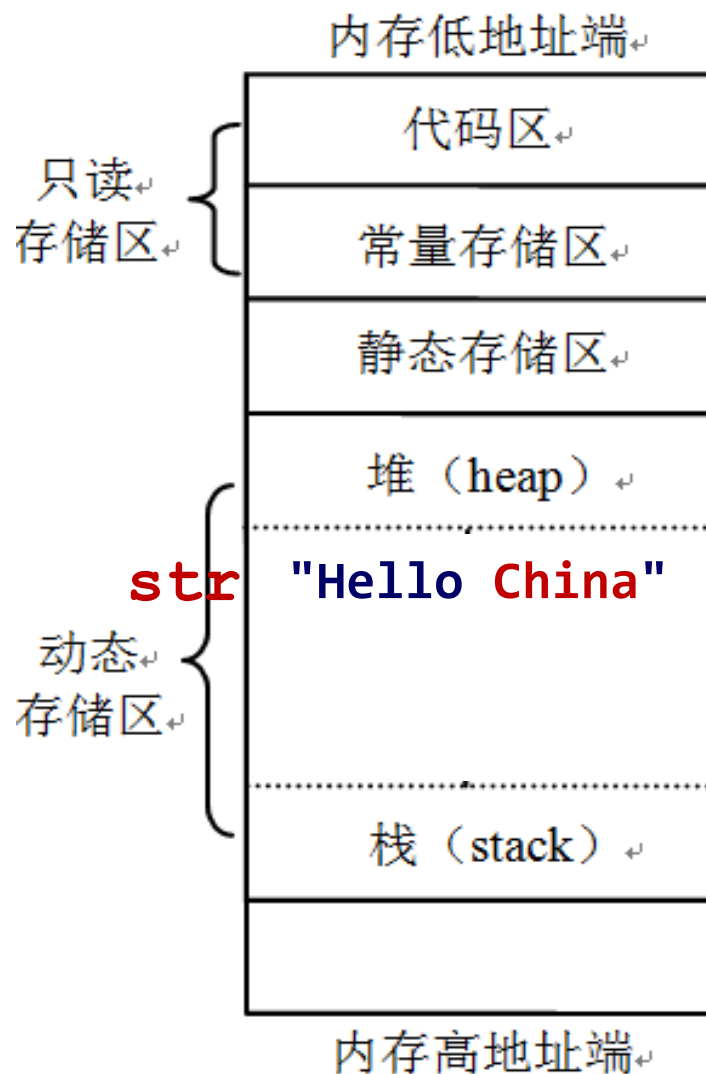 内存低地址端
代码区
只读
存储区
常量存储区
静态存储区
堆（heap）
str "Hello China"
动态
存储区
栈（stack）
内存高地址端